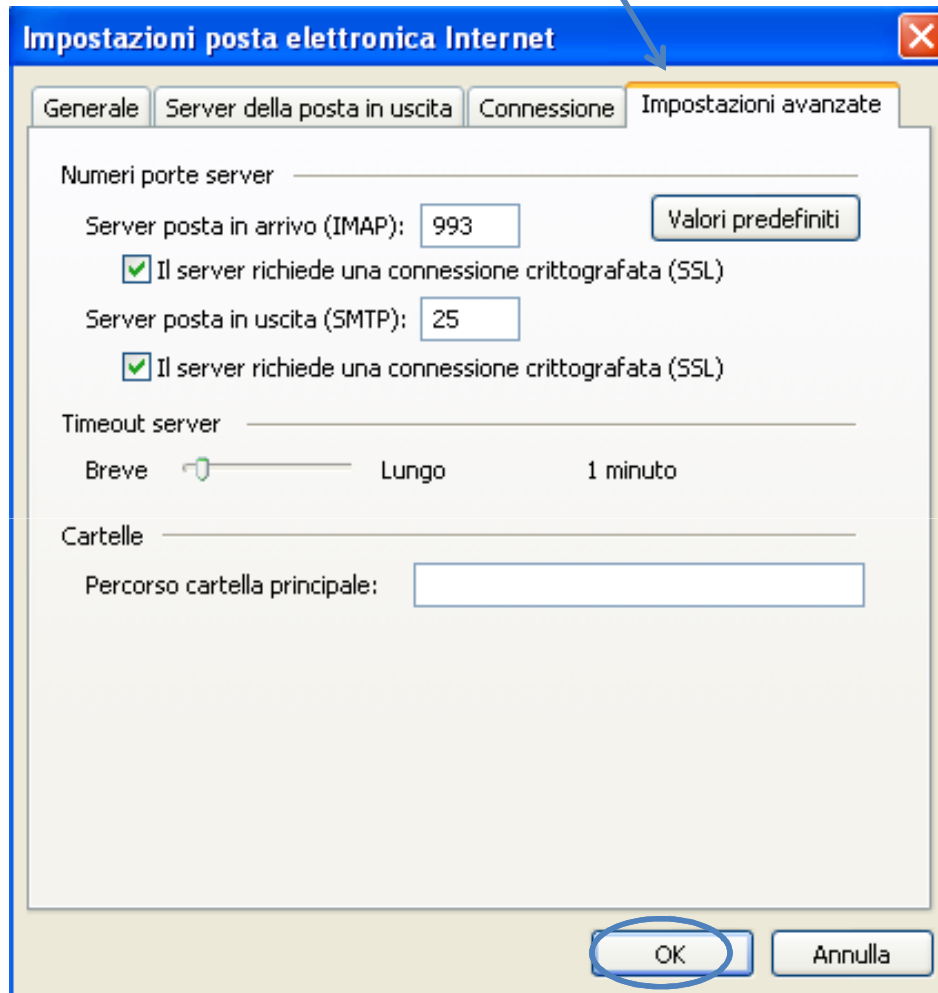 Impostazioni posta elettronica Internet
Generale Server della posta in uscita Connessione Impostazioni avanzate
Numeri porte server
Server posta in arrivo (IMAP): 993 Valori predefiniti
Il server richiede una connessione crittografata (SSL)
Server posta in uscita (SMTP): 25
Il server richiede una connessione crittografata (SSL)
Timeout server
Breve Lungo 1 minuto
Cartelle
Percorso cartella principale:
OK Annulla